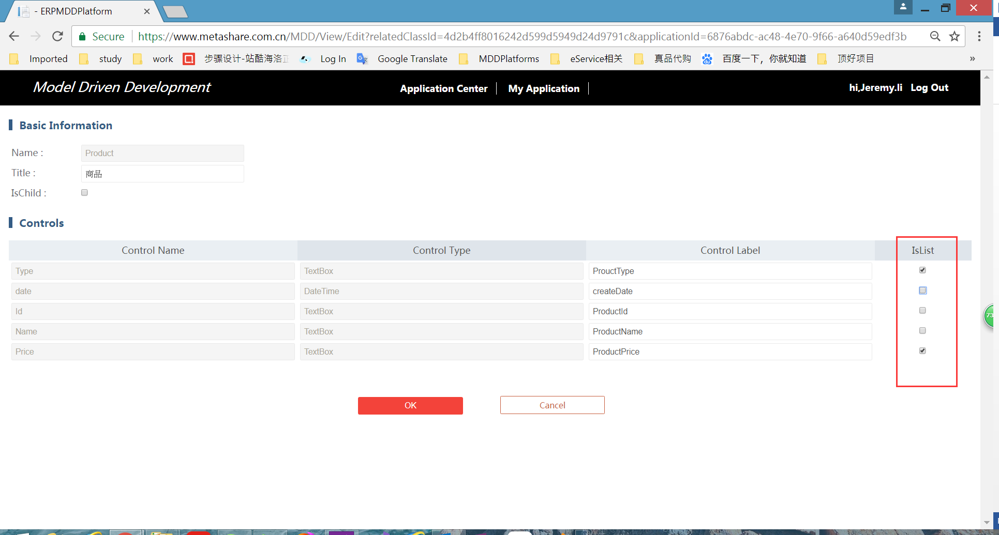 - ERPMDDPlatform
Secure https://www.metashare.com.cn/MDD/View/Edit?relatedClassId=4d2b4ff8016242d599d5949d24d9791c&applicationId=6876abdc-ac48-4e70-9f66-a640d59edf3b
Imported study work 步骤设计-站酷海洛 Log In Google Translate MDDPlatforms eService相关 真品代购 百度一下，你就知道 顶好项目 »
Model Driven Development Application Center My Application hi,Jeremy.li Log Out
Basic Information
Name : Product
Title : 商品
IsChild :
Controls
Control Name Control Type Control Label IsList
Type TextBox ProuctType
date DateTime createDate
Id TextBox ProductId
Name TextBox ProductName
Price TextBox ProductPrice
OK Cancel